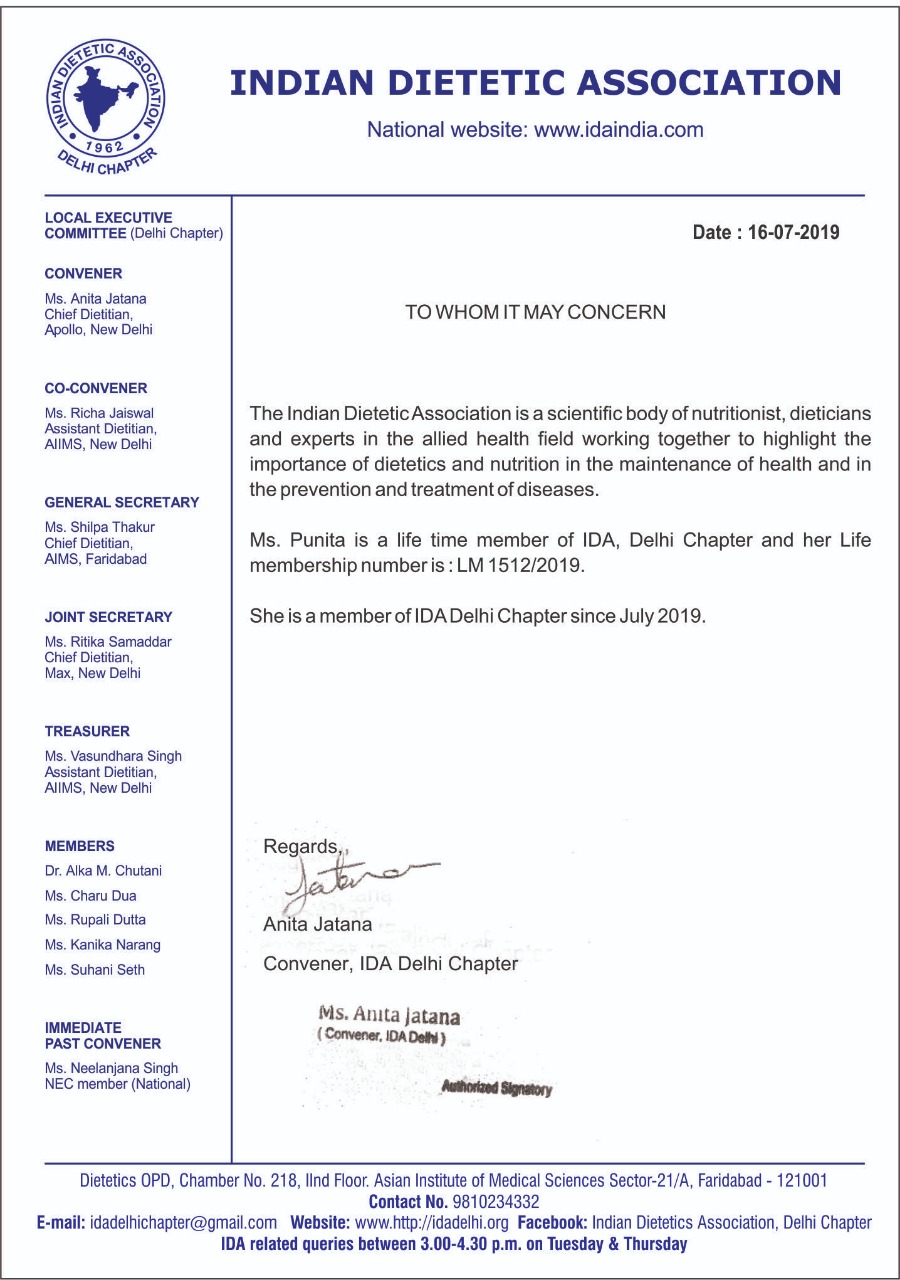 INDIAN DIETETIC ASSOCIATION
1962
DELHI CHAPTER
INDIAN DIETETIC ASSOCIATION
National website: www.idaindia.com
LOCAL EXECUTIVE
COMMITTEE (Delhi Chapter)
CONVENER
Ms. Anita Jatana
Chief Dietitian,
Apollo, New Delhi
CO-CONVENER
Ms. Richa Jaiswal
Assistant Dietitian,
AIIMS, New Delhi
GENERAL SECRETARY
Ms. Shilpa Thakur
Chief Dietitian,
AIMS, Faridabad
JOINT SECRETARY
Ms. Ritika Samaddar
Chief Dietitian,
Max, New Delhi
TREASURER
Ms. Vasundhara Singh
Assistant Dietitian,
AIIMS, New Delhi
MEMBERS
Dr. Alka M. Chutani
Ms. Charu Dua
Ms. Rupali Dutta
Ms. Kanika Narang
Ms. Suhani Seth
IMMEDIATE
PAST CONVENER
Ms. Neelanjana Singh
NEC member (National)
Date : 16-07-2019
TO WHOM IT MAY CONCERN
The Indian Dietetic Association is a scientific body of nutritionist, dieticians
and experts in the allied health field working together to highlight the
importance of dietetics and nutrition in the maintenance of health and in
the prevention and treatment of diseases.
Ms. Punita is a life time member of IDA, Delhi Chapter and her Life
membership number is : LM 1512/2019.
She is a member of IDA Delhi Chapter since July 2019.
Regards,
Jatana
Anita Jatana
Convener, IDA Delhi Chapter
Ms. Anita Jatana
( Convener, IDA Delhi )
Authorized Signatory
Dietetics OPD, Chamber No. 218, IInd Floor. Asian Institute of Medical Sciences Sector-21/A, Faridabad - 121001
Contact No. 9810234332
E-mail: idadelhichapter@gmail.com Website: www.http://idadelhi.org Facebook: Indian Dietetics Association, Delhi Chapter
IDA related queries between 3.00-4.30 p.m. on Tuesday & Thursday